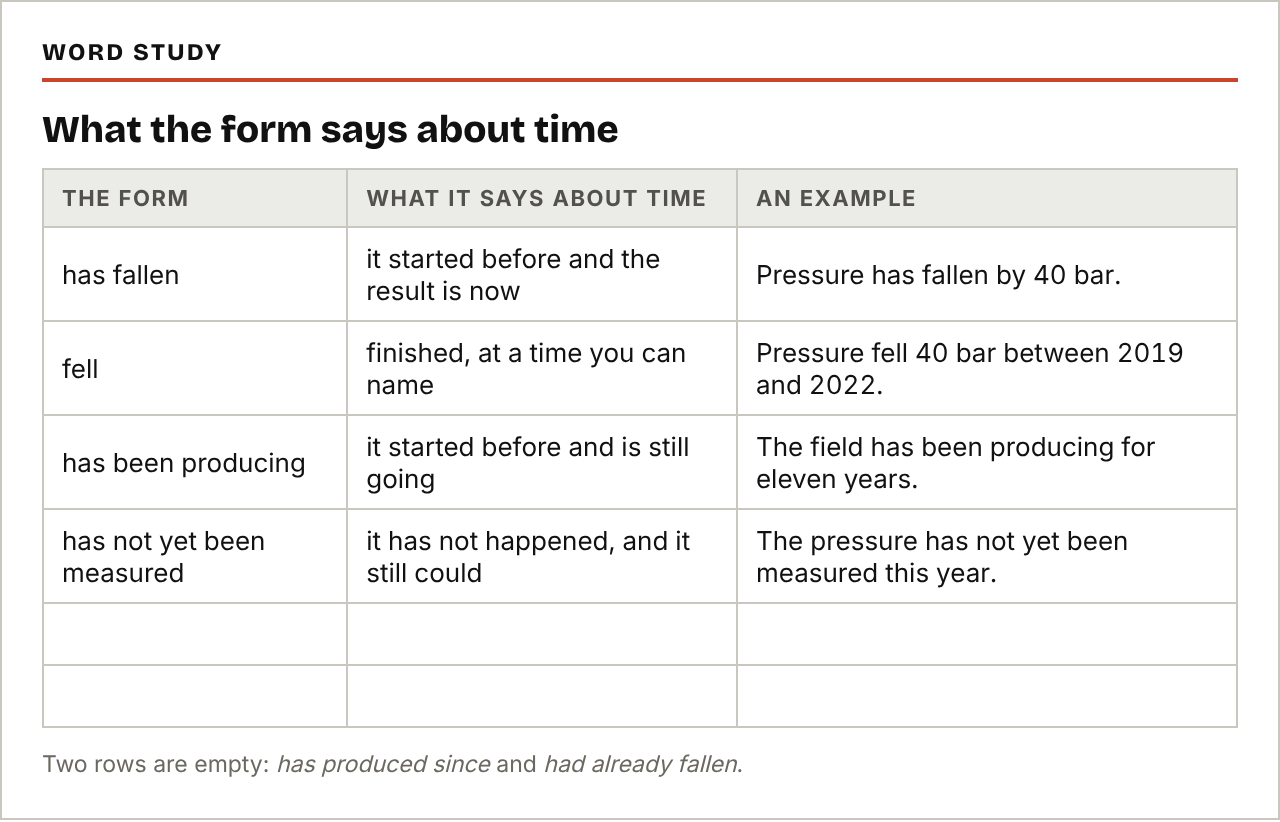 WORD STUDY
What the form says about time
THE FORM
WHAT IT SAYS ABOUT TIME
AN EXAMPLE
has fallen
it started before and the
result is now
Pressure has fallen by 40 bar.
fell
finished, at a time you can
name
Pressure fell 40 bar between 2019
and 2022.
has been producing
it started before and is still
going
The field has been producing for
eleven years.
has not yet been
measured
it has not happened, and it
still could
The pressure has not yet been
measured this year.
Two rows are empty: has produced since and had already fallen.